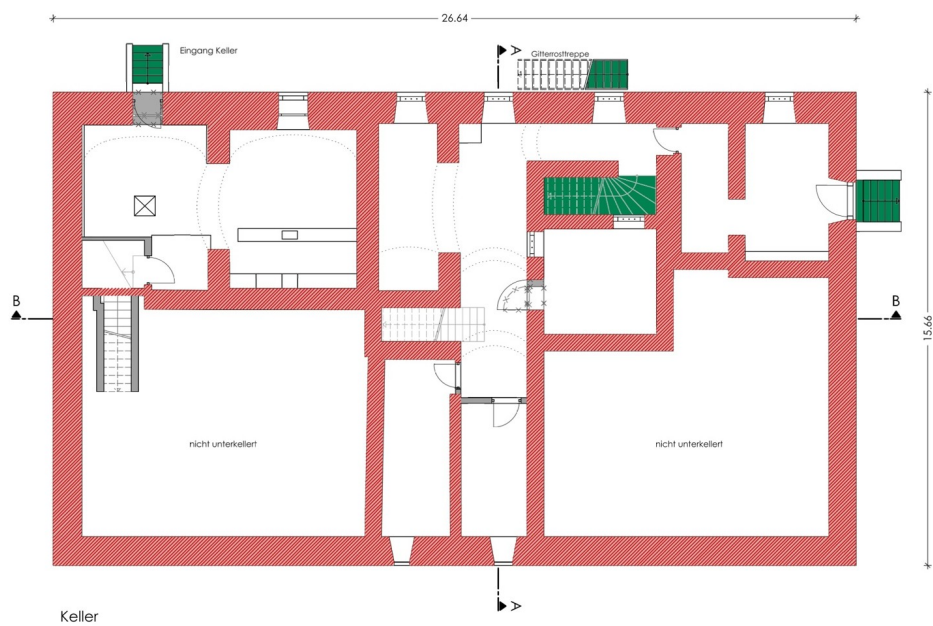 26.64
Eingang Keller
A
Gitterrosttreppe
B
B
15.66
nicht unterkellert
nicht unterkellert
A
Keller